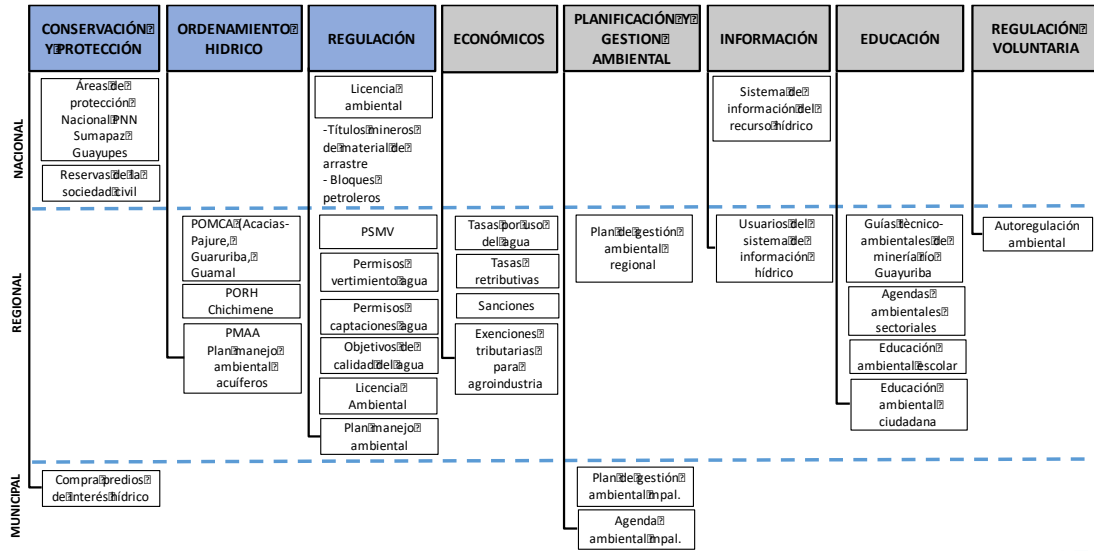 CONSERVACIÓN
Y PROTECCIÓN
ORDENAMIENTO
HIDRICO
REGULACIÓN
ECONÓMICOS
PLANIFICACIÓN Y
GESTION
AMBIENTAL
INFORMACIÓN
EDUCACIÓN
REGULACIÓN
VOLUNTARIA
NACIONAL
Áreas de
protección
Nacional PNN
Sumapaz
Guayupes
Reservas de la
sociedad civil
Licencia
ambiental
-Títulos mineros
de material de
arrastre
- Bloques
petroleros
Sistema de
información del
recurso hídrico
REGIONAL
POMCA (Acacias-
Pajure,
Guaruriba,
Guamal
PORH
Chichimene
PMAA
Plan manejo
ambiental
acuíferos
PSMV
Permisos
vertimiento agua
Permisos
captaciones agua
Objetivos de
calidad del agua
Licencia
Ambiental
Plan manejo
ambiental
Tasas por uso
del agua
Tasas
retributivas
Sanciones
Exenciones
tributarias
para
agroindustria
Plan de gestión
ambiental
regional
Usuarios del
sistema de
información
hídrico
Guías tècnico-
ambientales de
minería río
Guayuriba
Agendas
ambientales
sectoriales
Educación
ambiental escolar
Educación
ambiental
ciudadana
Autoregulación
ambiental
MUNICIPAL
Compra predios
de interés hídrico
Plan de gestión
ambiental mpal.
Agenda
ambiental mpal.